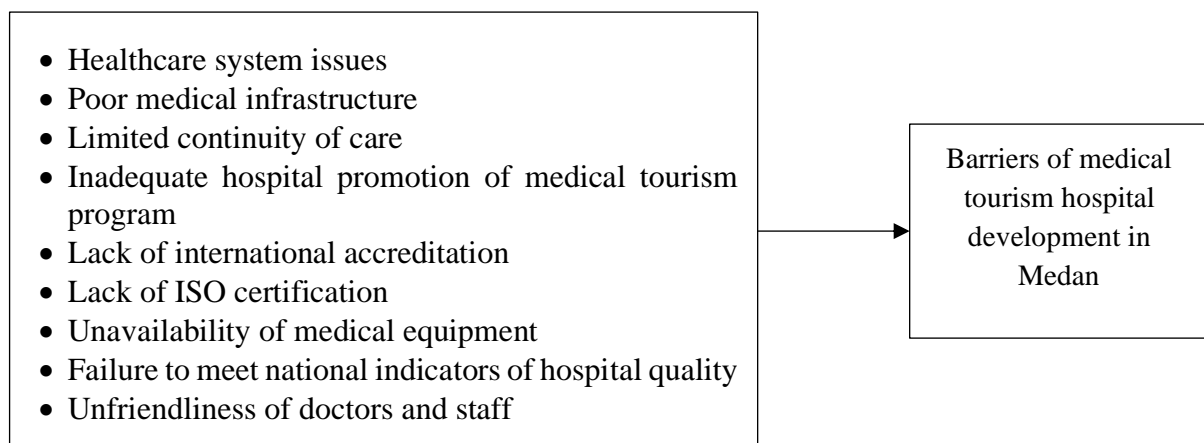 • Healthcare system issues
• Poor medical infrastructure
• Limited continuity of care
• Inadequate hospital promotion of medical tourism
program
• Lack of international accreditation
• Lack of ISO certification
• Unavailability of medical equipment
• Failure to meet national indicators of hospital quality
• Unfriendliness of doctors and staff
Barriers of medical
tourism hospital
development in
Medan